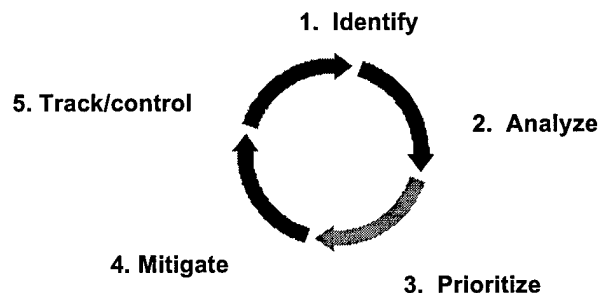 1. Identify
2. Analyze
3. Prioritize
4. Mitigate
5. Track/control